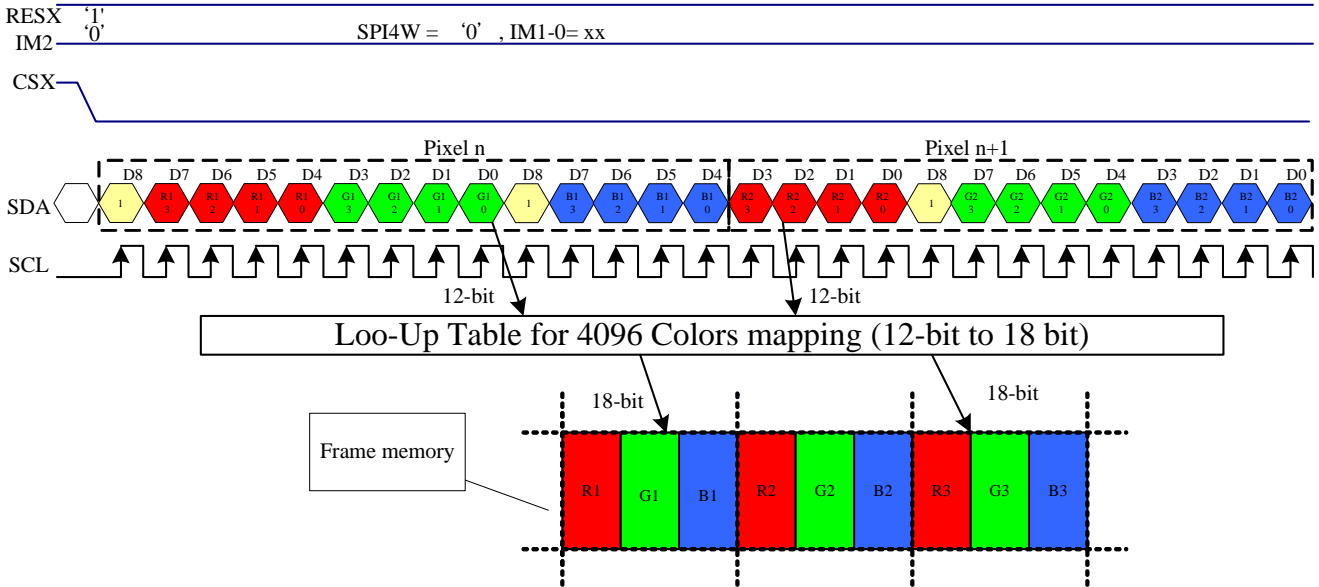 RESX ‘1'
IM2 ‘0’ SPI4W = ‘0’ , IM1-0= xx
CSX
Pixel n Pixel n+1
D8 D7 D6 D5 D4 D3 D2 D1 D0 D8 D7 D6 D5 D4 D3 D2 D1 D0 D8 D7 D6 D5 D4 D3 D2 D1 D0
SDA 1 R1 3 R1 2 R1 1 R1 0 G1 3 G1 2 G1 1 G1 0 1 B1 3 B1 2 B1 1 B1 0 R2 3 R2 2 R2 1 R2 0 1 G2 3 G2 2 G2 1 G2 0 B2 3 B2 2 B2 1 B2 0
SCL
12-bit 12-bit
Loo-Up Table for 4096 Colors mapping (12-bit to 18 bit)
18-bit 18-bit
Frame memory
R1 G1 B1 R2 G2 B2 R3 G3 B3